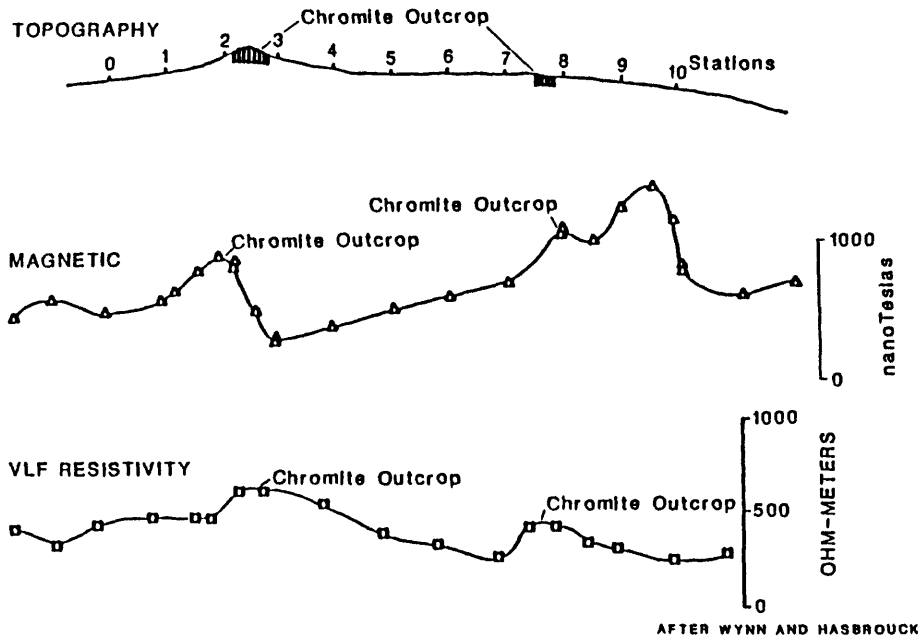 TOPOGRAPHY
Chromite Outcrop
0 1 2 3 4 5 6 7 8 9 10 Stations
MAGNETIC
Chromite Outcrop
Chromite Outcrop
1000
0
nanoTeslas
VLF RESISTIVITY
Chromite Outcrop
Chromite Outcrop
1000
500
0
OHM-METERS
AFTER WYNN AND HASBROUCK